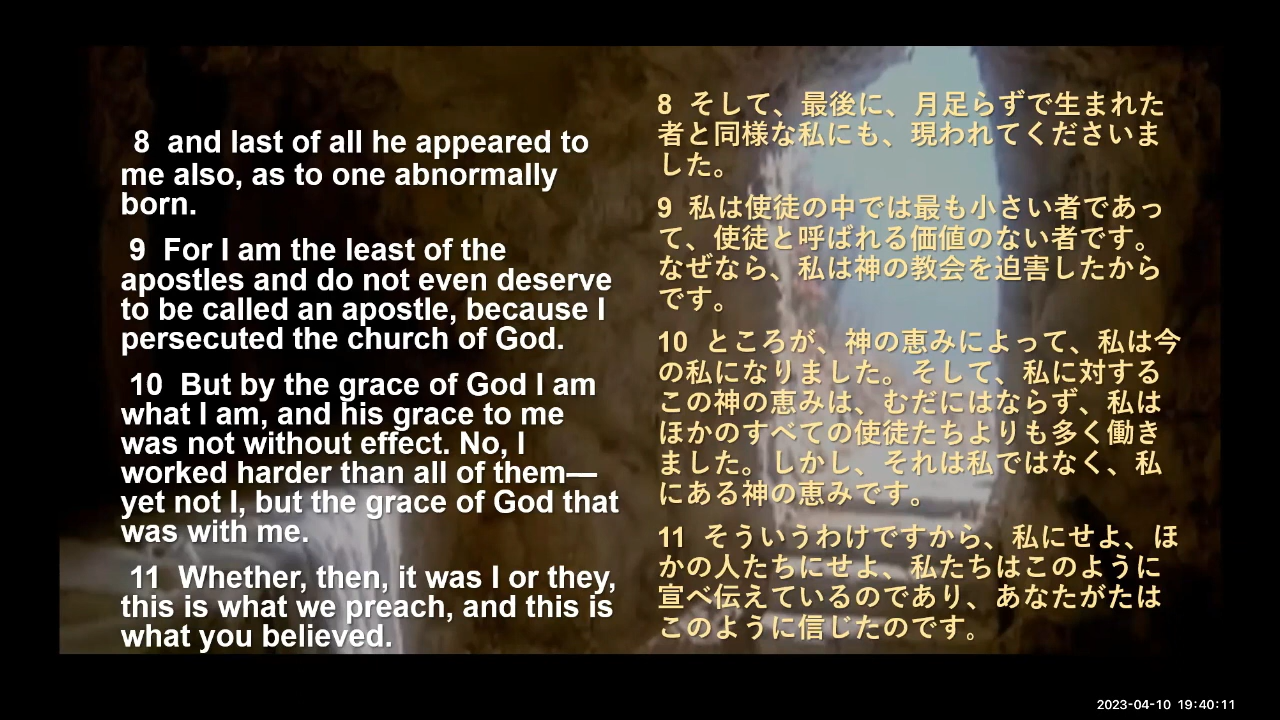 8 and last of all he appeared to
me also, as to one abnormally
born.
9 For I am the least of the
apostles and do not even deserve
to be called an apostle, because I
persecuted the church of God.
10 But by the grace of God I am
what I am, and his grace to me
was not without effect. No, I
worked harder than all of them—
yet not I, but the grace of God that
was with me.
11 Whether, then, it was I or they,
this is what we preach, and this is
what you believed.
8 そして、最後に、月足らずで生まれた
者と同様な私にも、現われてくださいま
した。
9 私は使徒の中では最も小さい者であっ
て、使徒と呼ばれる価値のない者です。
なぜなら、私は神の教会を迫害したから
です。
10 ところが、神の恵みによって、私は今
の私になりました。そして、私に対する
この神の恵みは、むだにはならず、私は
ほかのすべての使徒たちよりも多く働き
ました。しかし、それは私ではなく、私
にある神の恵みです。
11 そういうわけですから、私にせよ、ほ
かの人たちにせよ、私たちはこのように
宣べ伝えているのであり、あなたがたは
このように信じたのです。
2023-04-10 19:40:11